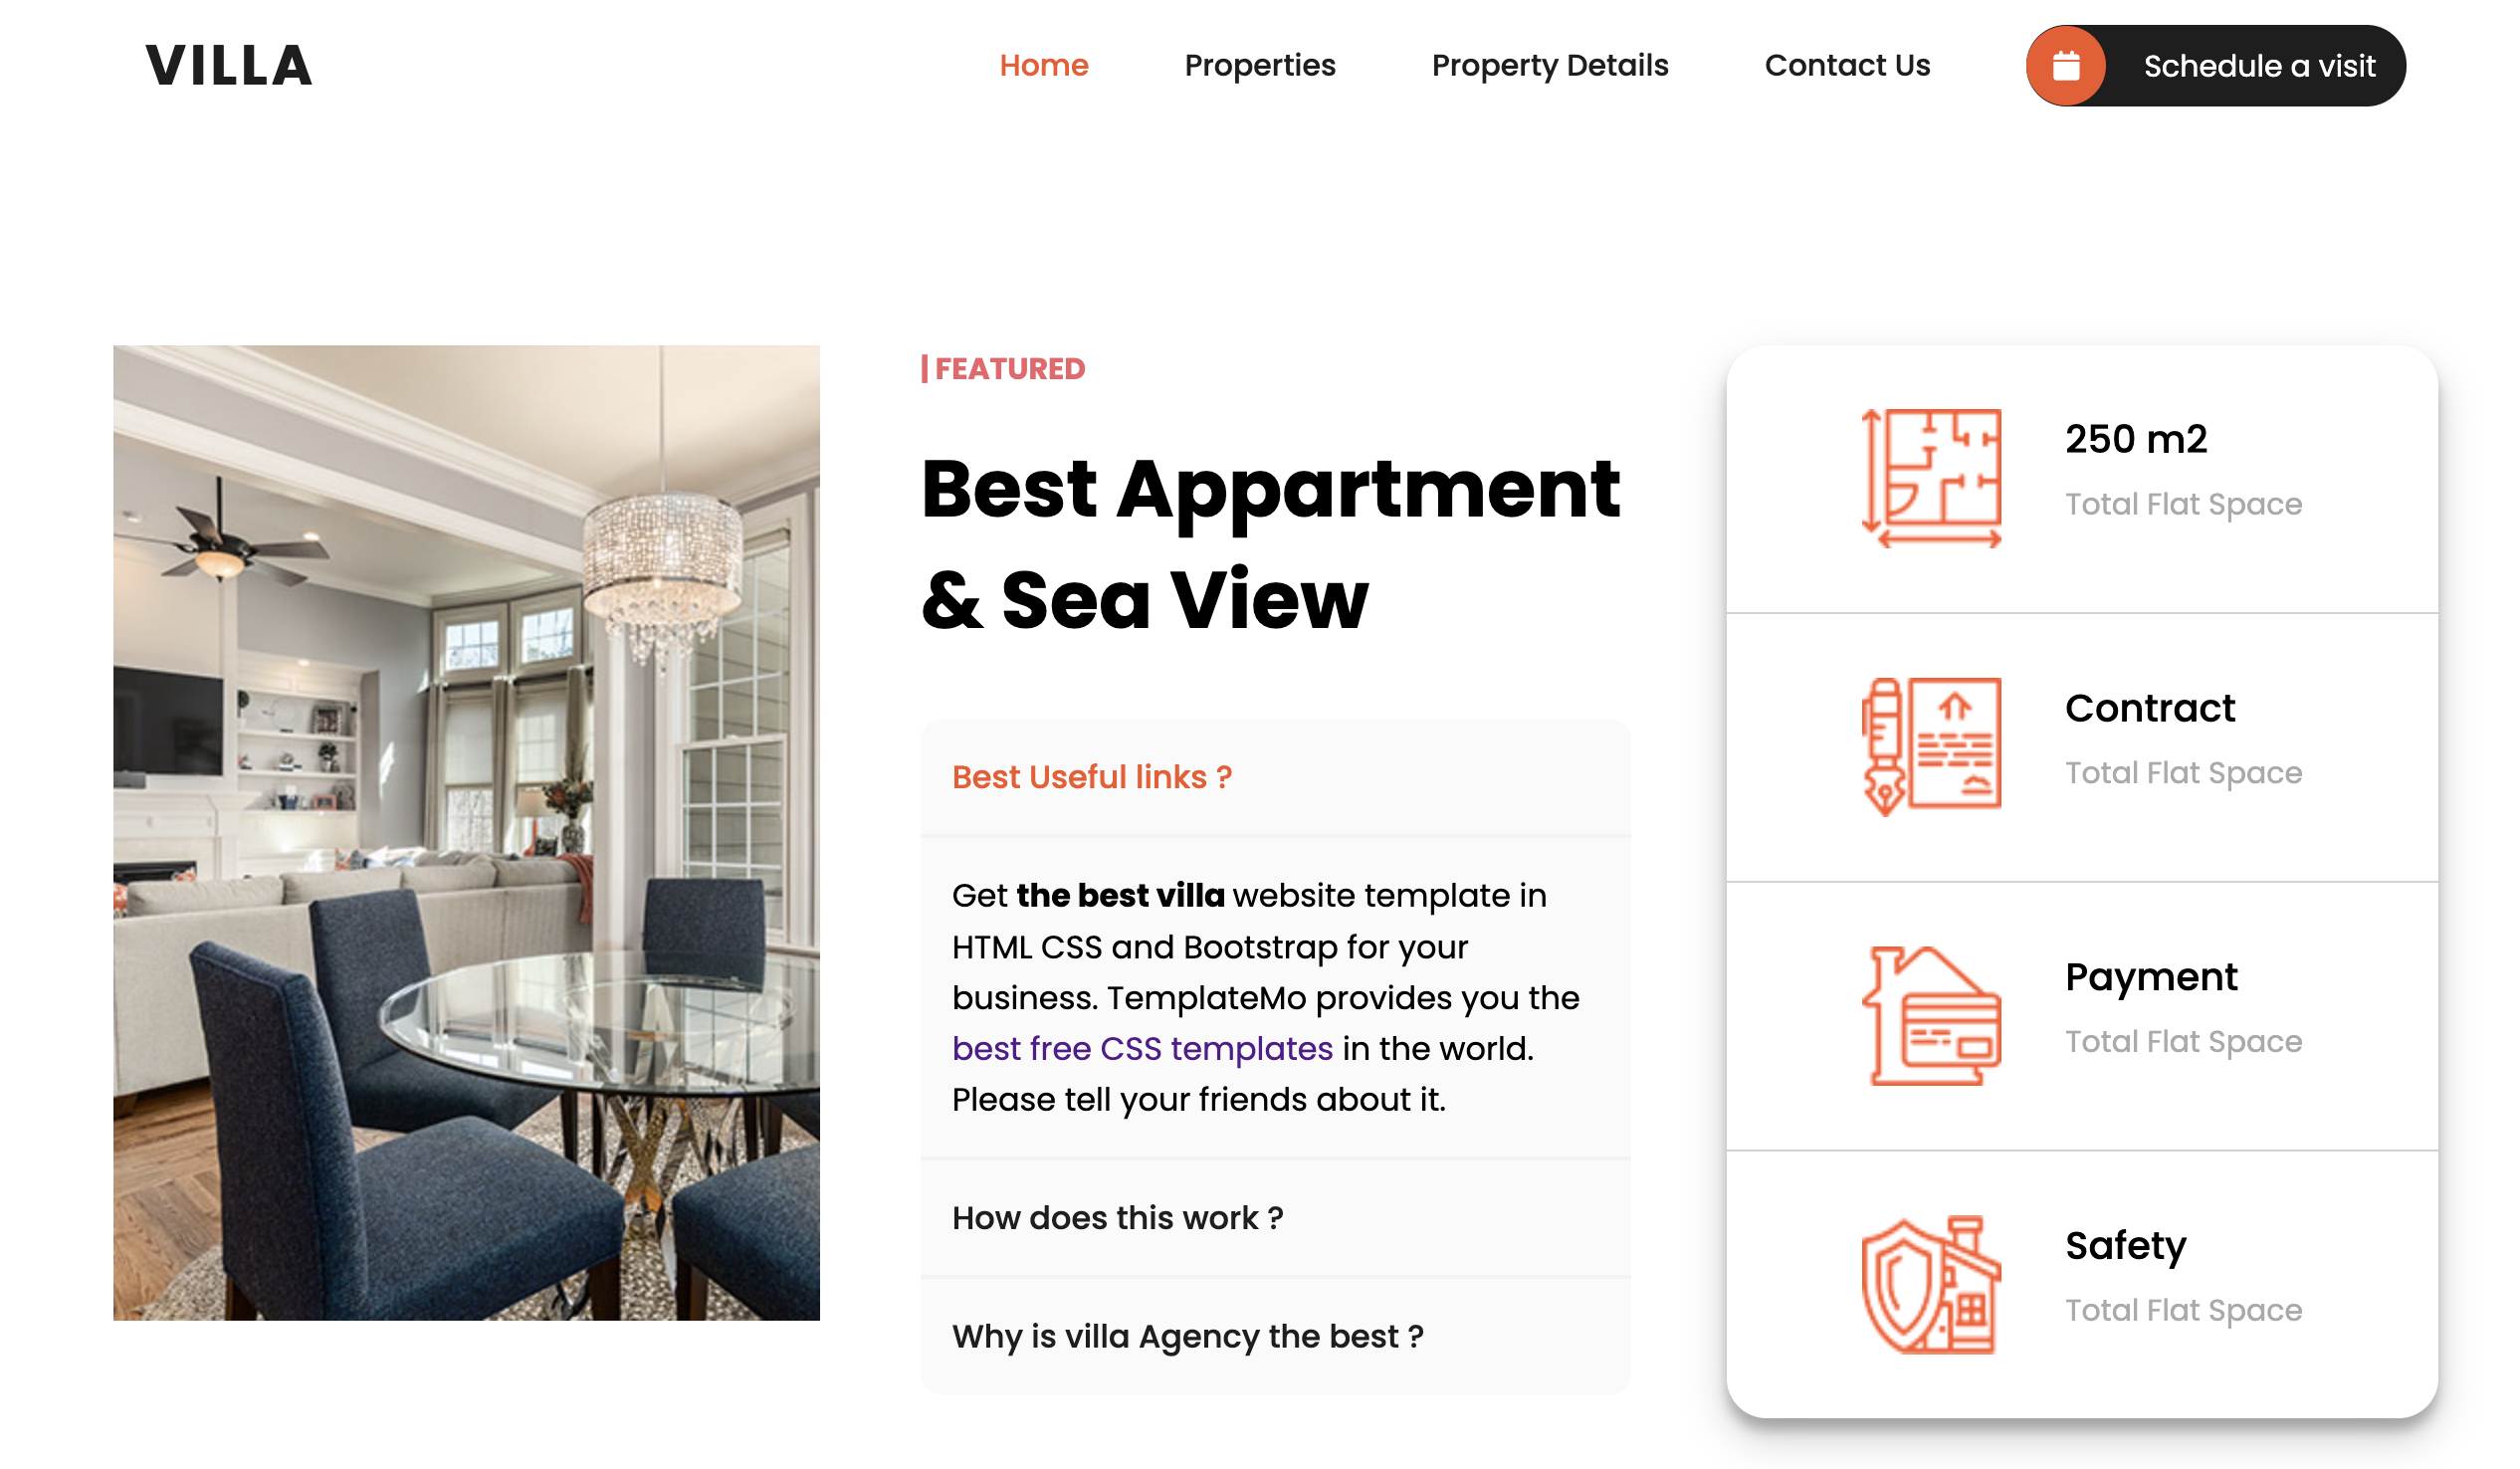 VILLA
Home
Properties
Property Details
Contact Us
Schedule a visit
| FEATURED
Best Appartment
& Sea View
Best Useful links ?
Get the best villa website template in
HTML CSS and Bootstrap for your
business. TemplateMo provides you the
best free CSS templates in the world.
Please tell your friends about it.
How does this work ?
Why is villa Agency the best ?
250 m2
Total Flat Space
Contract
Total Flat Space
Payment
Total Flat Space
Safety
Total Flat Space